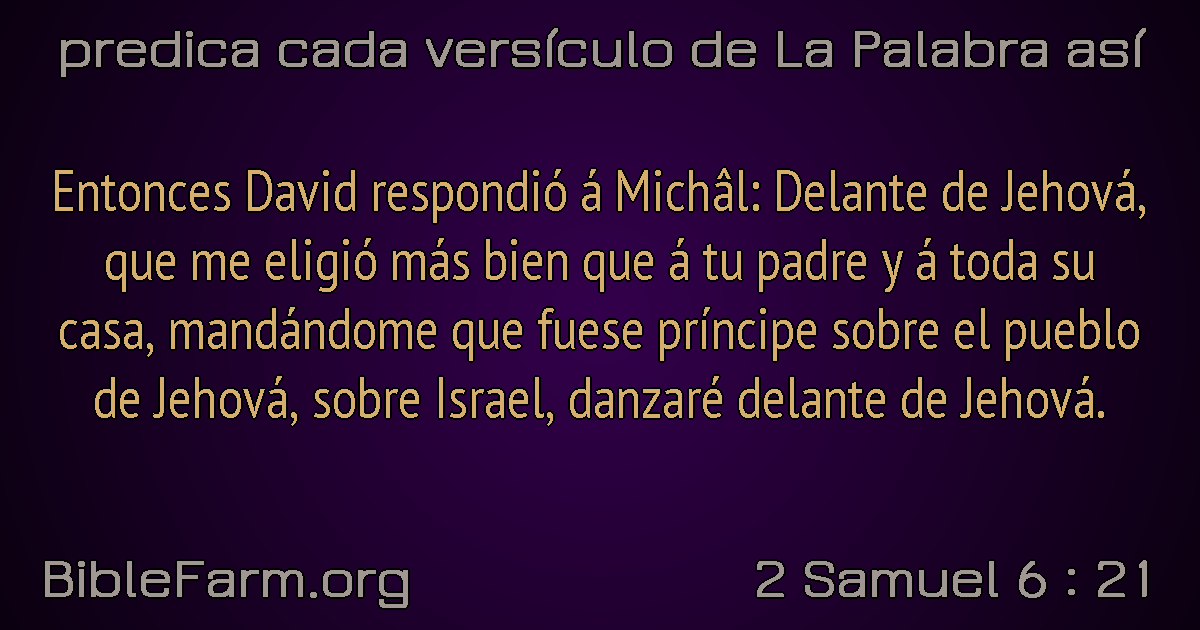 predica cada versículo de La Palabra así
Entonces David respondió á Michâl: Delante de Jehová,
que me eligió más bien que á tu padre y á toda su
casa, mandándome que fuese príncipe sobre el pueblo
de Jehová, sobre Israel, danzaré delante de Jehová.
BibleFarm.org
2 Samuel 6 : 21